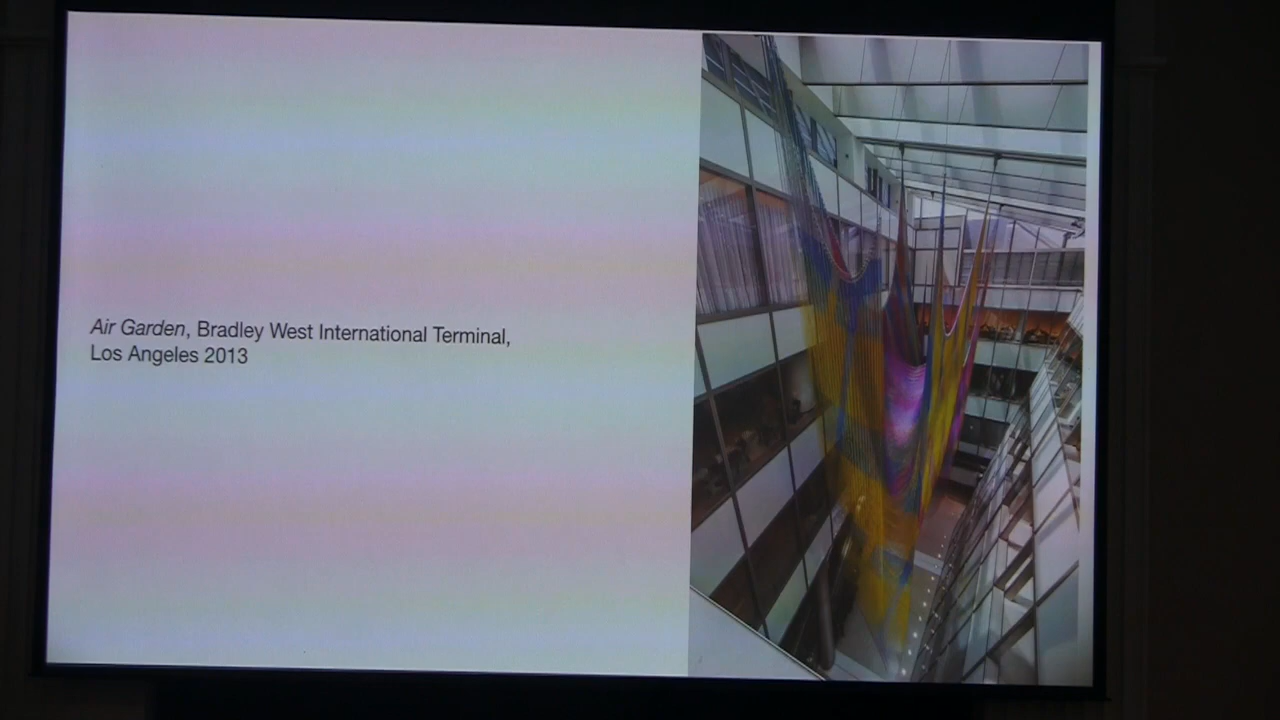 Air Garden, Bradley West International Terminal,
Los Angeles 2013